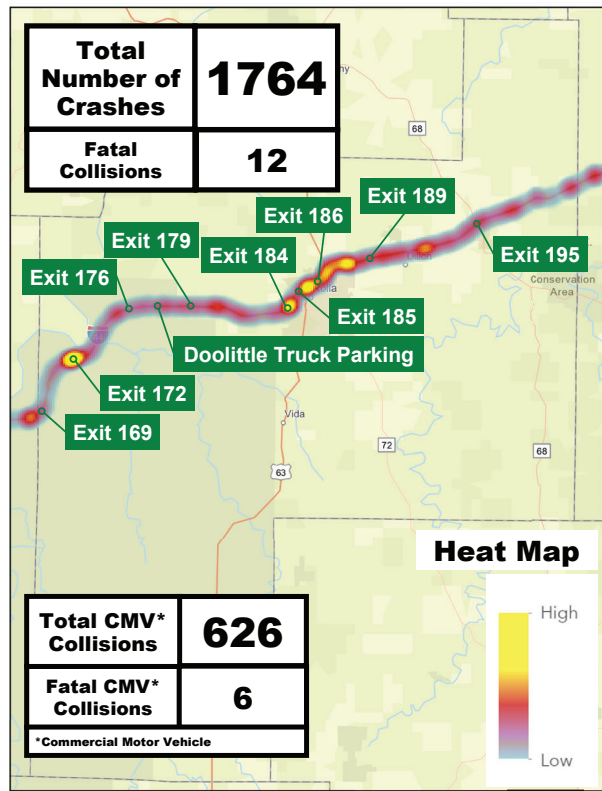 Total
Number of
Crashes
1764
Fatal
Collisions
12
68
Exit 186
Exit 189
Exit 179
Exit 184
Exit 195
Exit 176
Dillon
Conservation
Area
Exit 185
Doolittle Truck Parking
Exit 172
Exit 169
Vida
72
68
63
Heat Map
High
Low
Total CMV*
Collisions
626
Fatal CMV*
Collisions
6
*Commercial Motor Vehicle